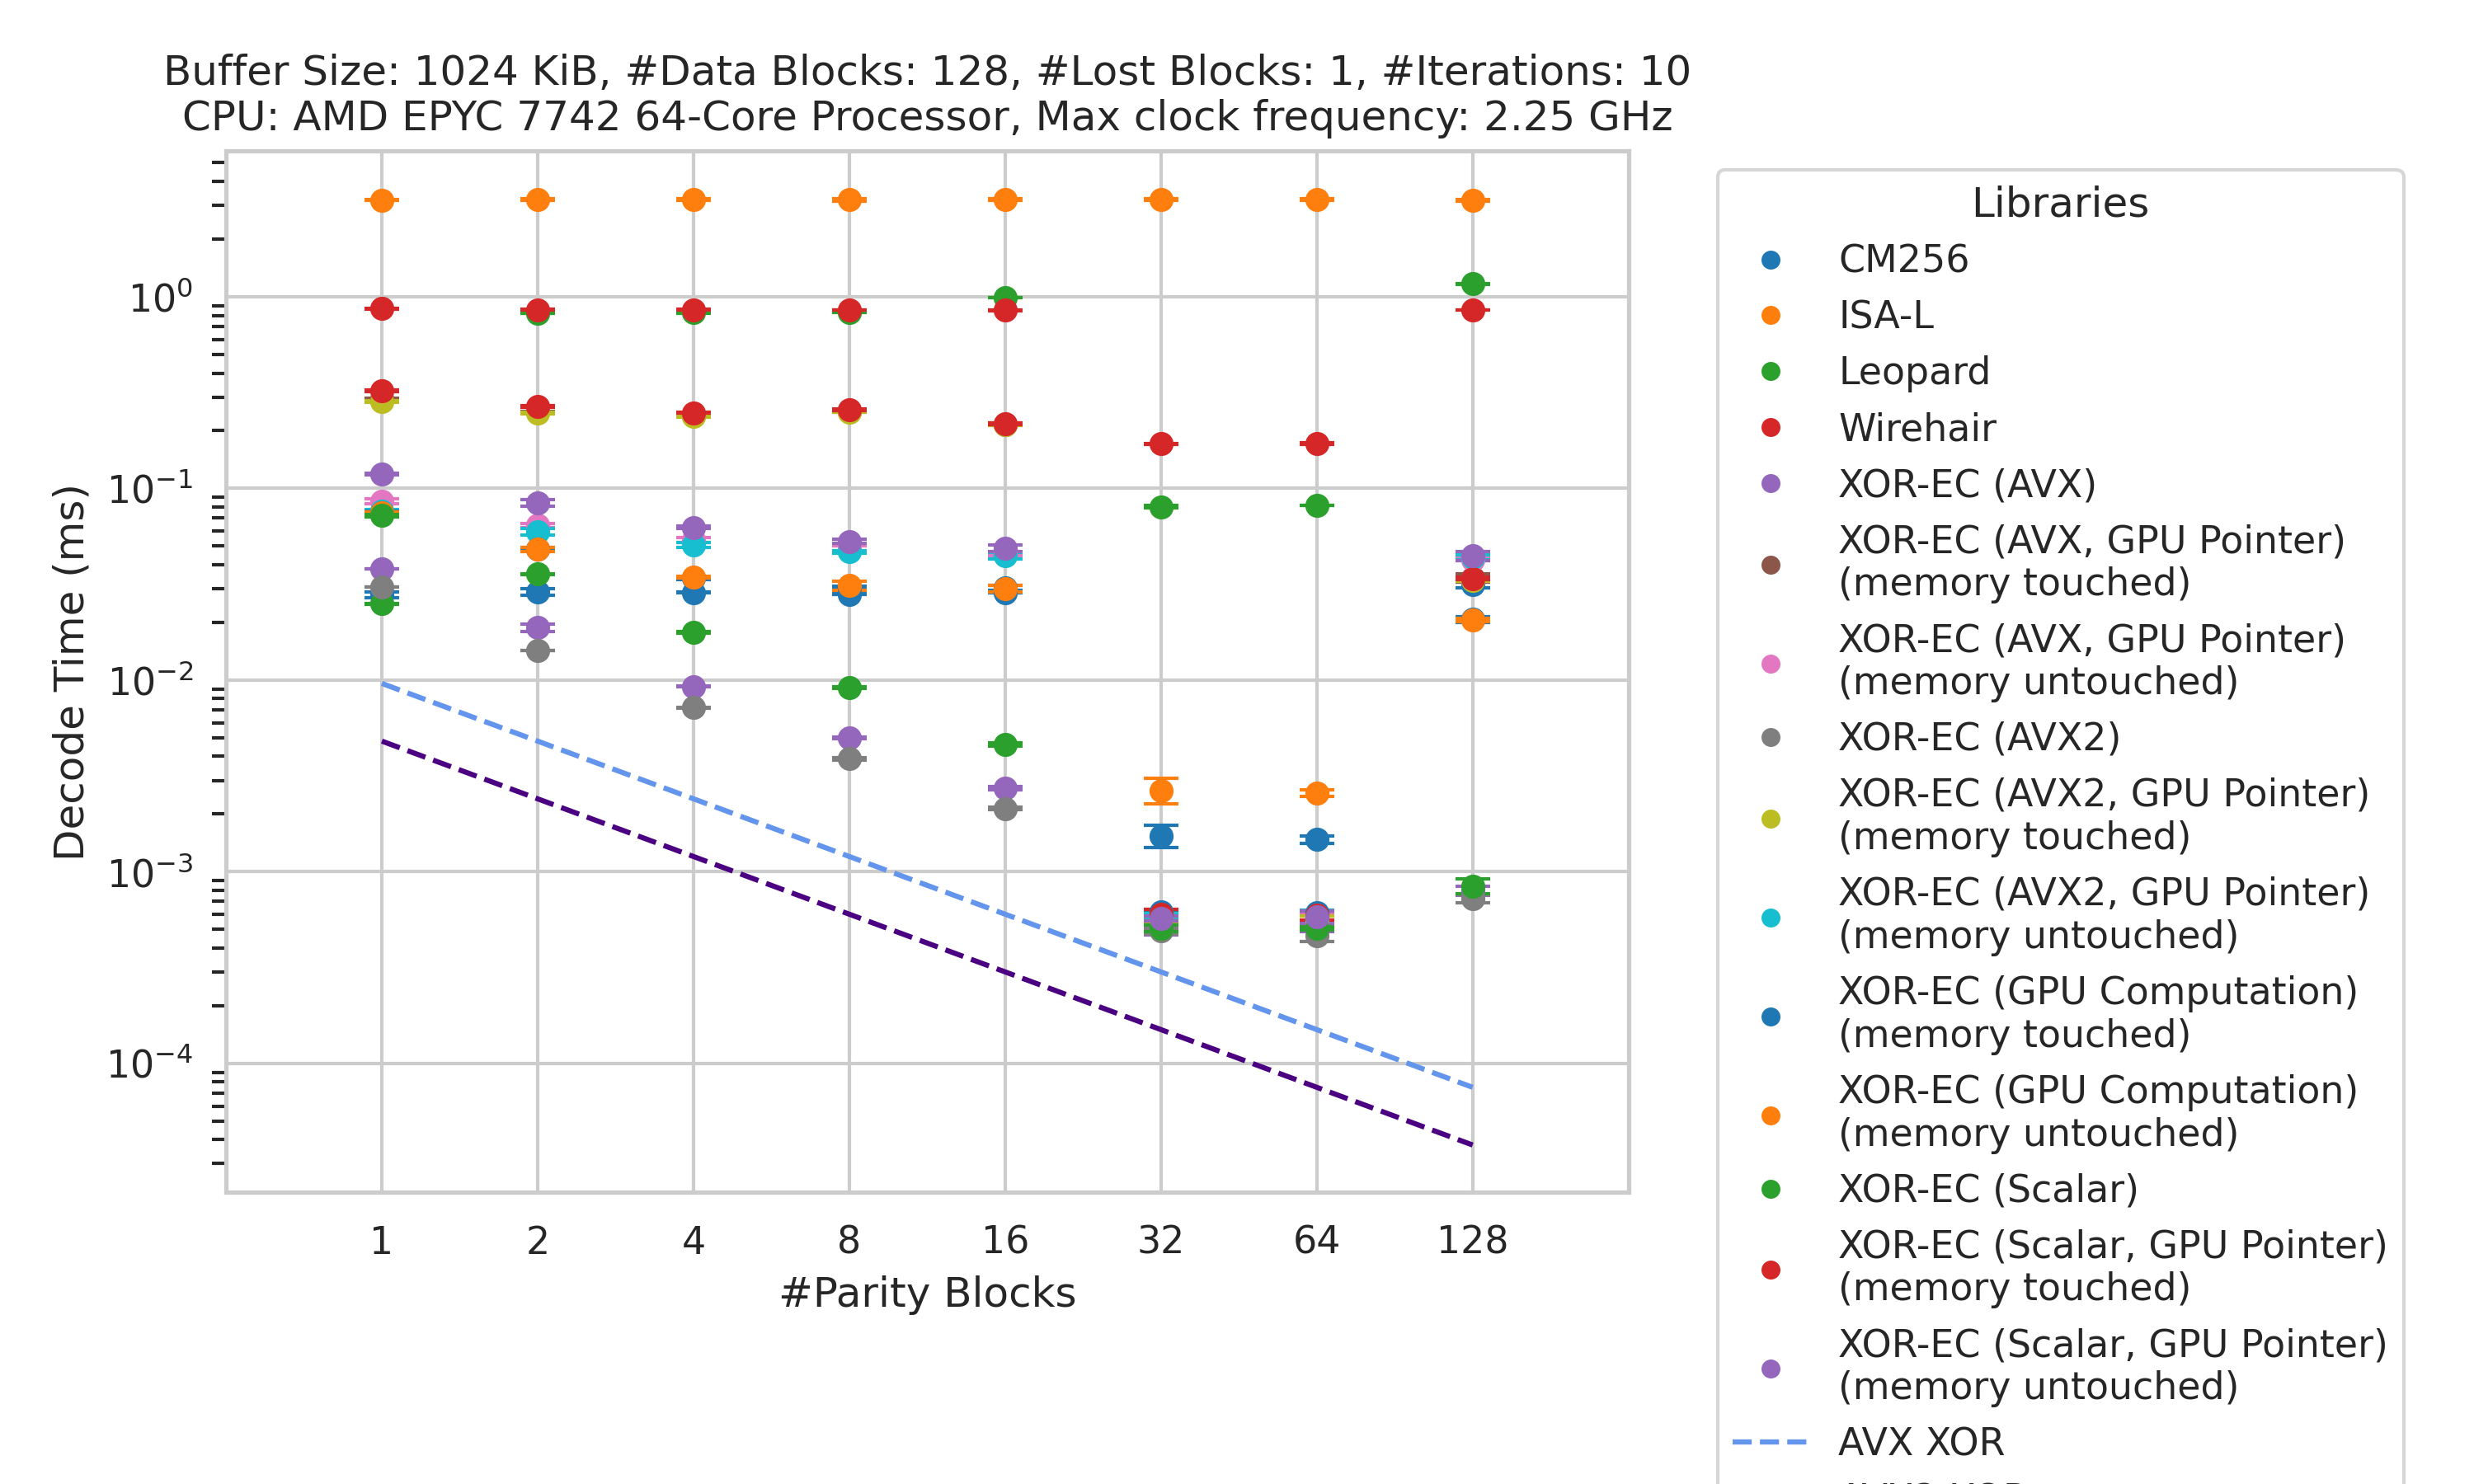 Buffer Size: 1024 KiB, #Data Blocks: 128, #Lost Blocks: 1, #Iterations: 10
CPU: AMD EPYC 7742 64-Core Processor, Max clock frequency: 2.25 GHz
Decode Time (ms)
10⁰
10⁻¹
10⁻²
10⁻³
10⁻⁴
1 2 4 8 16 32 64 128
#Parity Blocks
Libraries
CM256
ISA-L
Leopard
Wirehair
XOR-EC (AVX)
XOR-EC (AVX, GPU Pointer)
(memory touched)
XOR-EC (AVX, GPU Pointer)
(memory untouched)
XOR-EC (AVX2)
XOR-EC (AVX2, GPU Pointer)
(memory touched)
XOR-EC (AVX2, GPU Pointer)
(memory untouched)
XOR-EC (GPU Computation)
(memory touched)
XOR-EC (GPU Computation)
(memory untouched)
XOR-EC (Scalar)
XOR-EC (Scalar, GPU Pointer)
(memory touched)
XOR-EC (Scalar, GPU Pointer)
(memory untouched)
AVX XOR